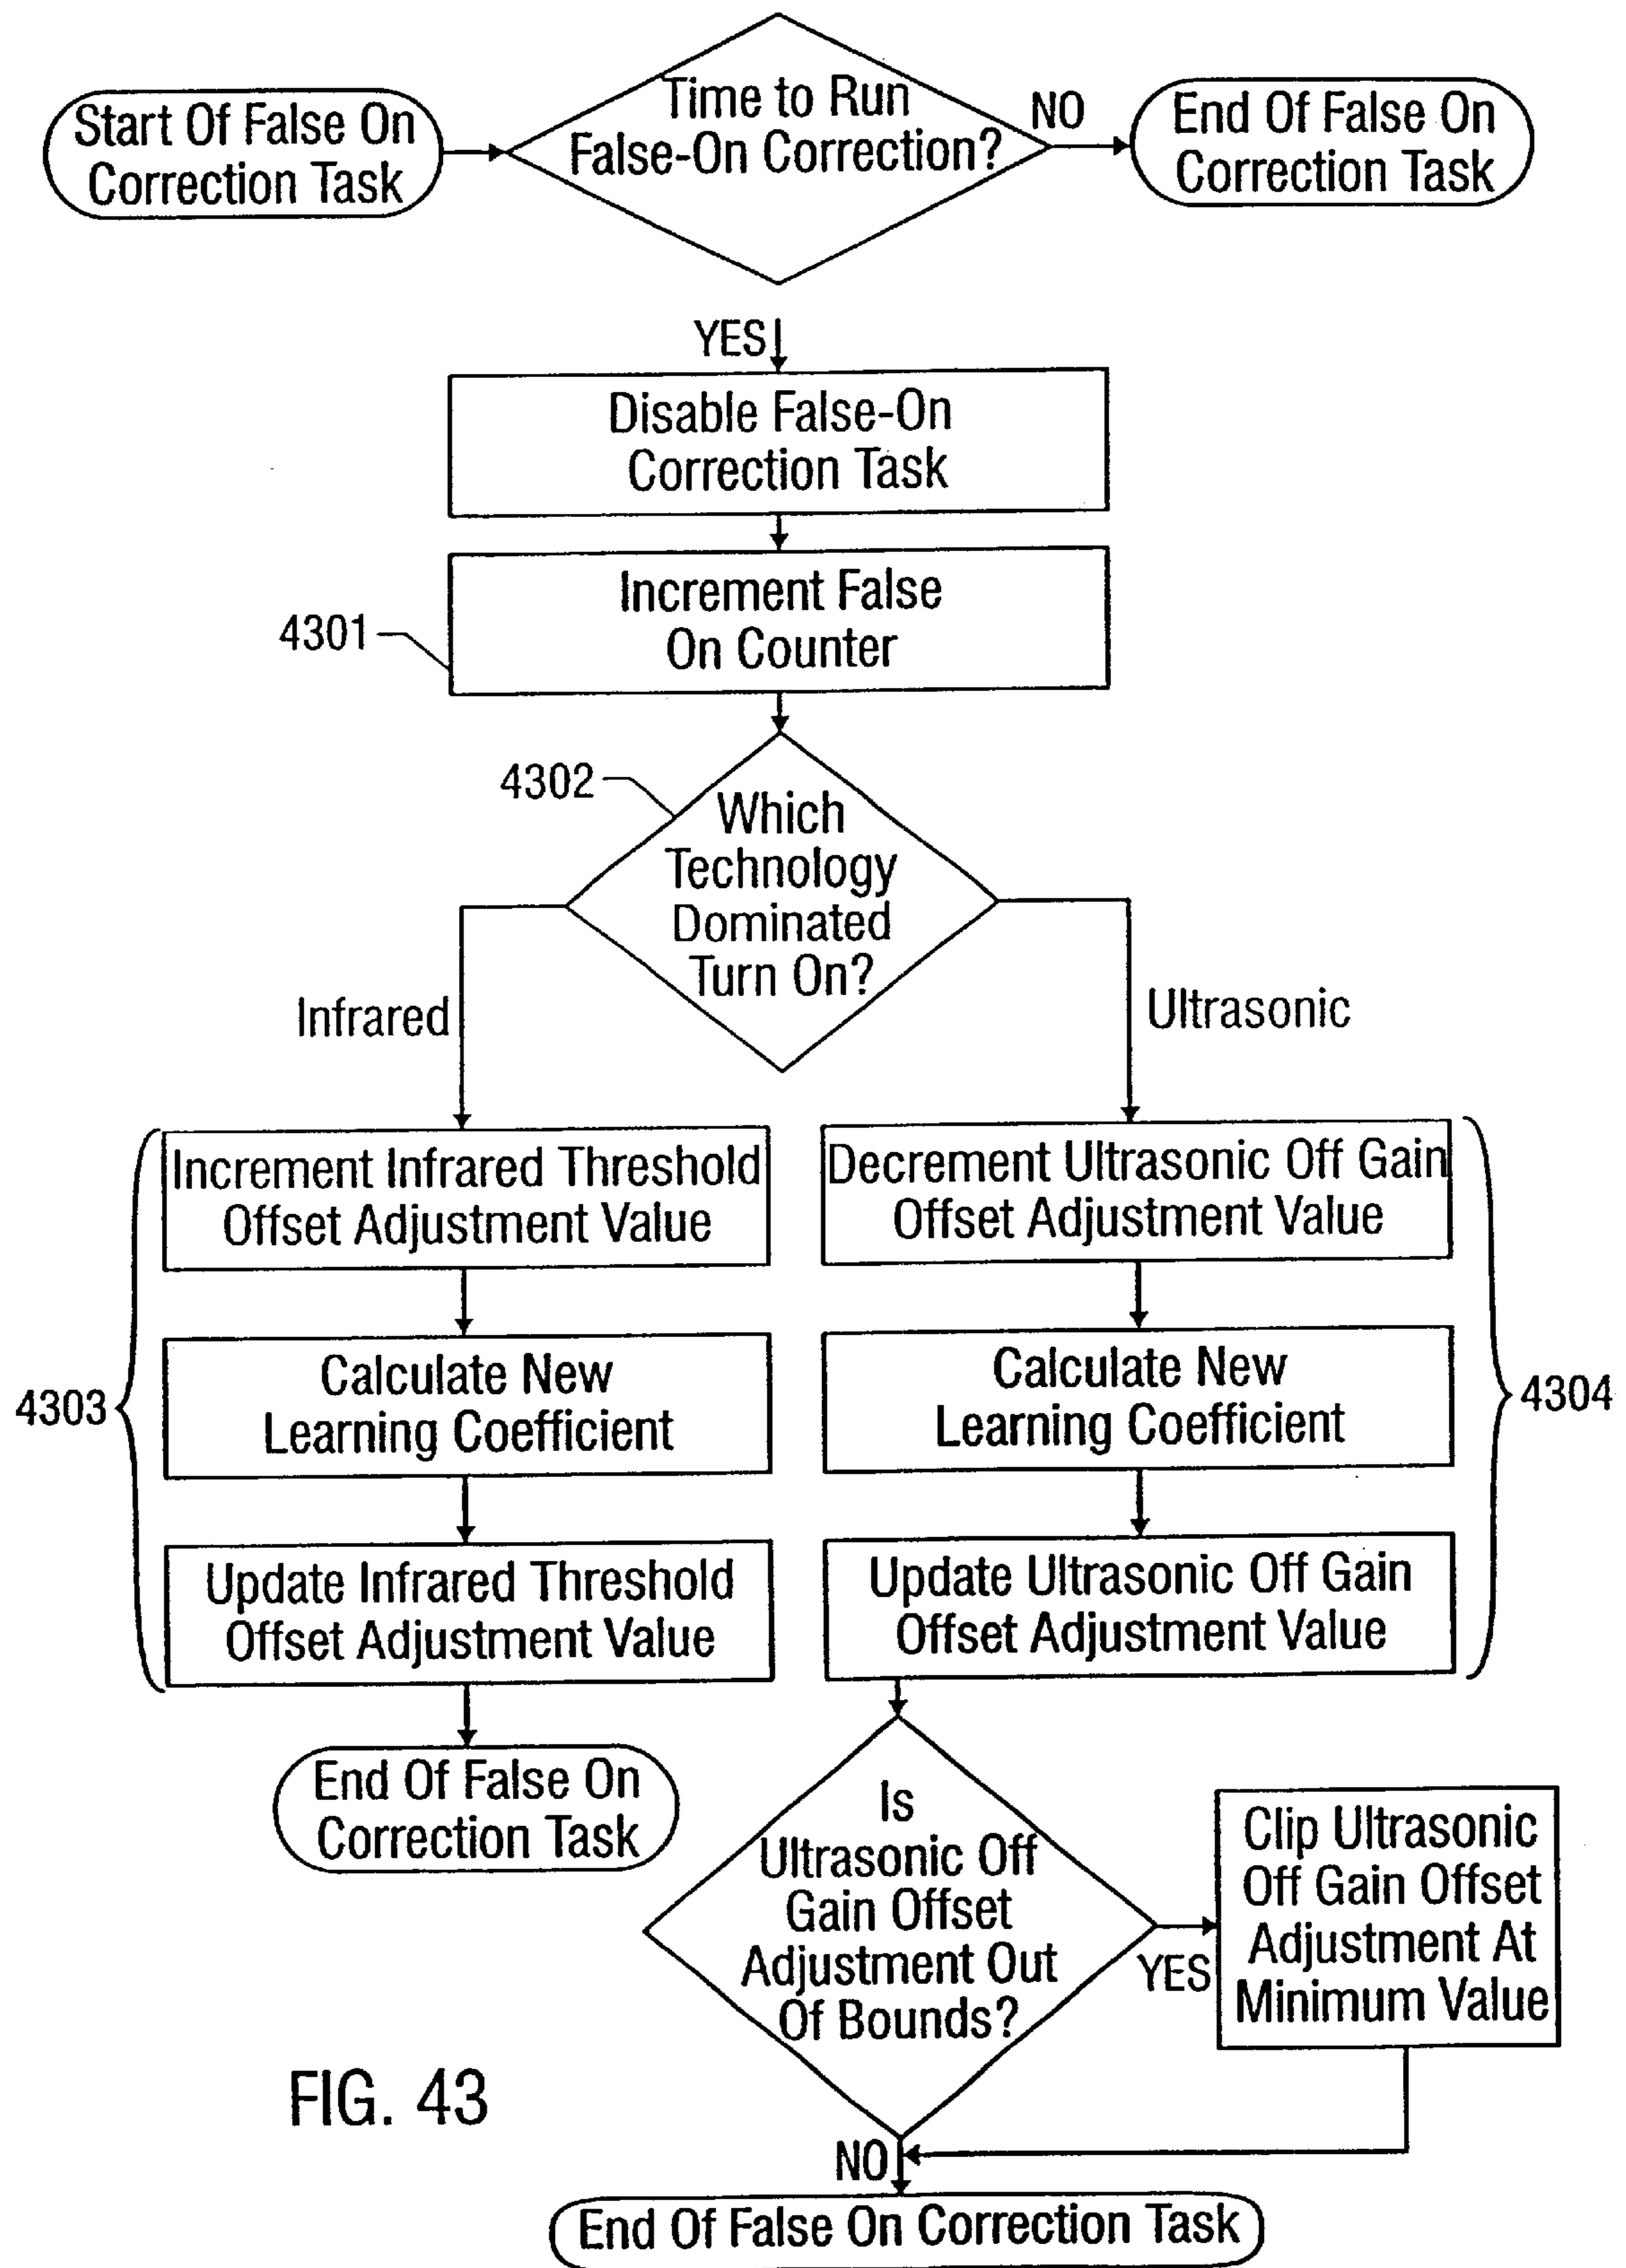 Start Of False On
Correction Task
Time to Run
False-On Correction?
NO
End Of False On
Correction Task
YES
Disable False-On
Correction Task
Increment False
On Counter
4301
4302
Which
Technology
Dominated
Turn On?
Infrared
Ultrasonic
Increment Infrared Threshold
Offset Adjustment Value
Decrement Ultrasonic Off Gain
Offset Adjustment Value
4303
Calculate New
Learning Coefficient
Calculate New
Learning Coefficient
4304
Update Infrared Threshold
Offset Adjustment Value
Update Ultrasonic Off Gain
Offset Adjustment Value
End Of False On
Correction Task
Is
Ultrasonic Off
Gain Offset
Adjustment Out
Of Bounds?
YES
Clip Ultrasonic
Off Gain Offset
Adjustment At
Minimum Value
FIG. 43
NO
End Of False On Correction Task